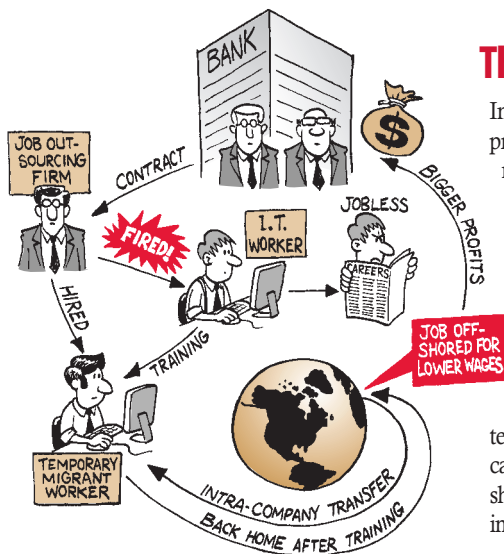 BANK
$
JOB OUT-
SOURCING
FIRM
CONTRACT
FIRED!
I.T.
WORKER
JOBLESS
CAREERS
BIGGER PROFITS
HIRED
TRAINING
JOB OFF-
SHORED FOR
LOWER WAGES
TEMPORARY
MIGRANT
WORKER
INTRA-COMPANY TRANSFER
BACK HOME AFTER TRAINING